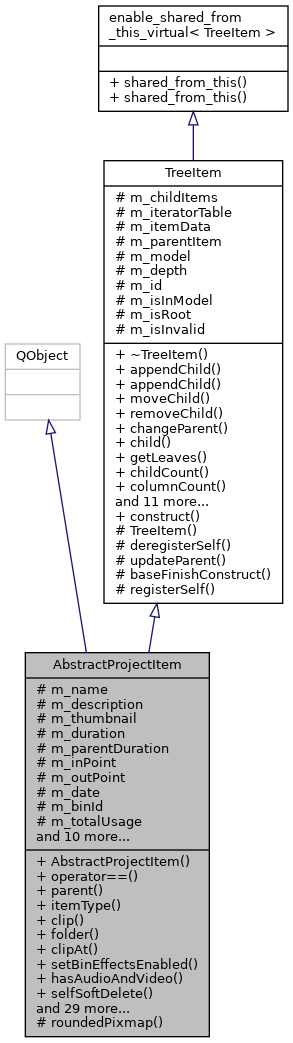 enable_shared_from
_this_virtual< TreeItem >
+ shared_from_this()
+ shared_from_this()
TreeItem
# m_childItems
# m_iteratorTable
# m_itemData
# m_parentItem
# m_model
# m_depth
# m_id
# m_isInModel
# m_isRoot
# m_isInvalid
+ ~TreeItem()
+ appendChild()
+ appendChild()
+ moveChild()
+ removeChild()
+ changeParent()
+ child()
+ getLeaves()
+ childCount()
+ columnCount()
and 11 more...
+ construct()
# TreeItem()
# deregisterSelf()
# updateParent()
# baseFinishConstruct()
# registerSelf()
QObject
AbstractProjectItem
# m_name
# m_description
# m_thumbnail
# m_duration
# m_parentDuration
# m_inPoint
# m_outPoint
# m_date
# m_binId
# m_totalUsage
and 10 more...
+ AbstractProjectItem()
+ operator==()
+ parent()
+ itemType()
+ clip()
+ folder()
+ clipAt()
+ setBinEffectsEnabled()
+ hasAudioAndVideo()
+ selfSoftDelete()
and 29 more...
# roundedPixmap()